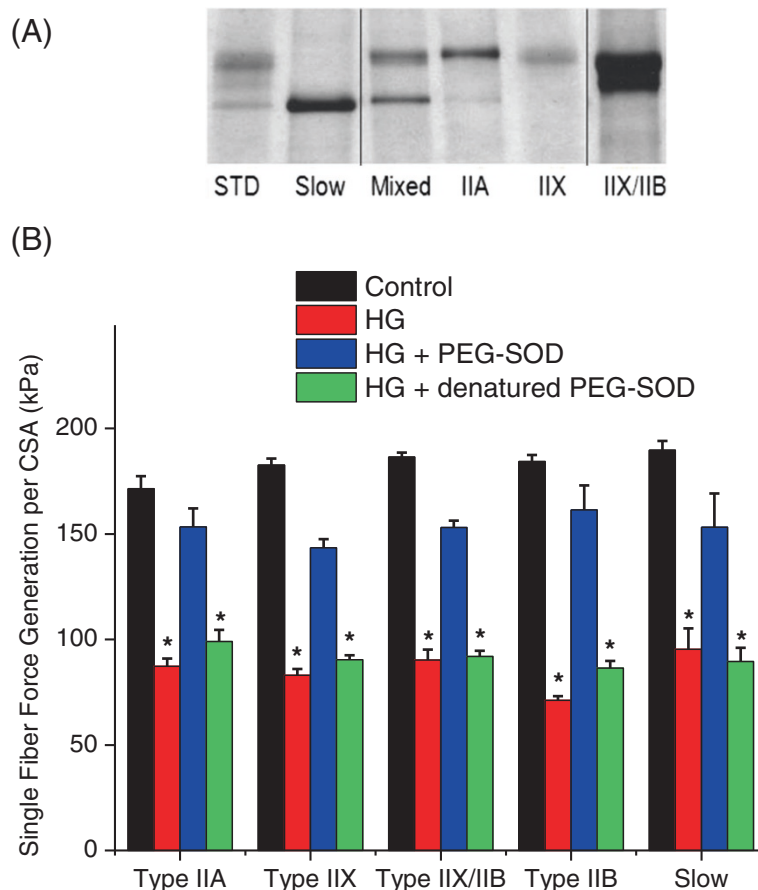 (A)
STD Slow Mixed IIA IIX IIX/IIB
(B)
Control
HG
HG + PEG-SOD
HG + denatured PEG-SOD
Single Fiber Force Generation per CSA (kPa)
200
150
100
50
0
* * * * * * * * * *
Type IIA Type IIX Type IIX/IIB Type IIB Slow